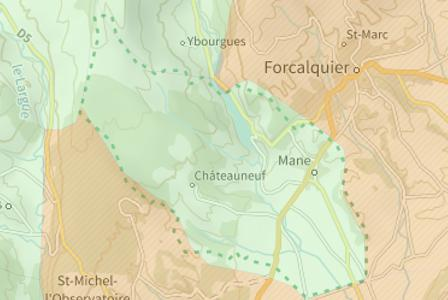 D5
Ybourgues
St-Marc
Forcalquier
le Largue
Mane
Châteauneuf
St-Michel-
l'Observatoire